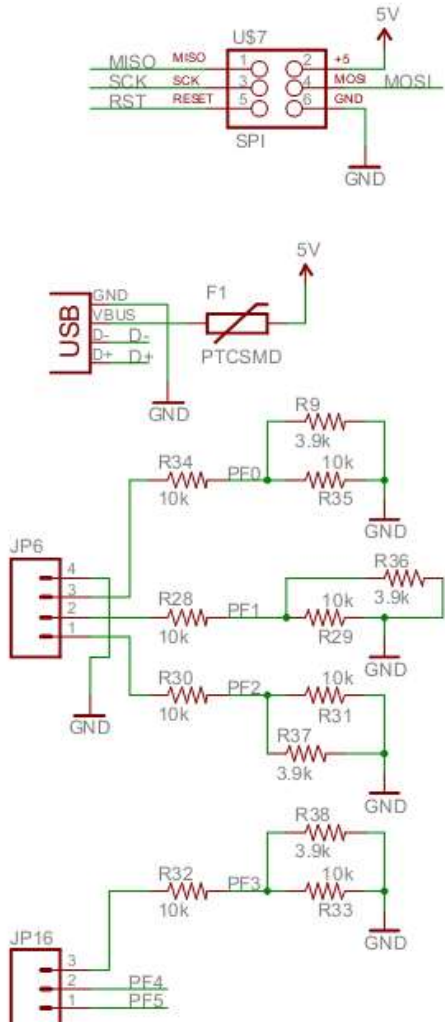 5V
U$7
MISO MISO 1 2 +5
SCK SCK 3 4 MOSI MOSI
RST RESET 5 6 GND
SPI
GND
5V
USB
GND
VBUS
D- D-
D+ D+
F1
PTCSMD
GND
R9
3.9k
R34
10k
PF0
10k
R35
GND
JP6
4
3
2
1
R28
10k
PF1
R36
3.9k
10k
R29
GND
GND
R30
10k
PF2
10k
R31
R37
3.9k
GND
R38
3.9k
R32
10k
PF3
10k
R33
GND
JP16
3
2 PF4
1 PF5